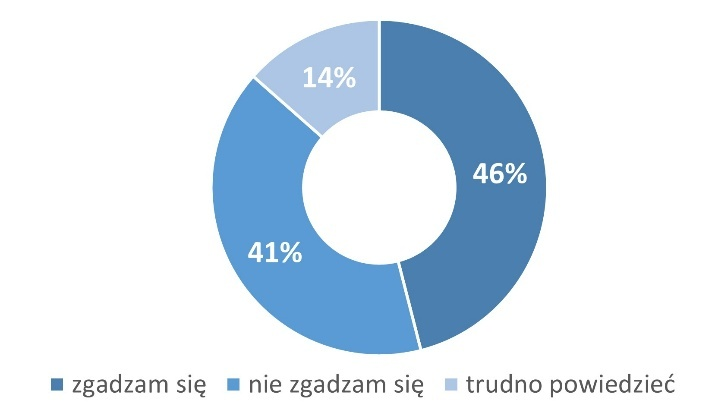 14%
46%
41%
zgadzam się nie zgadzam się trudno powiedzieć